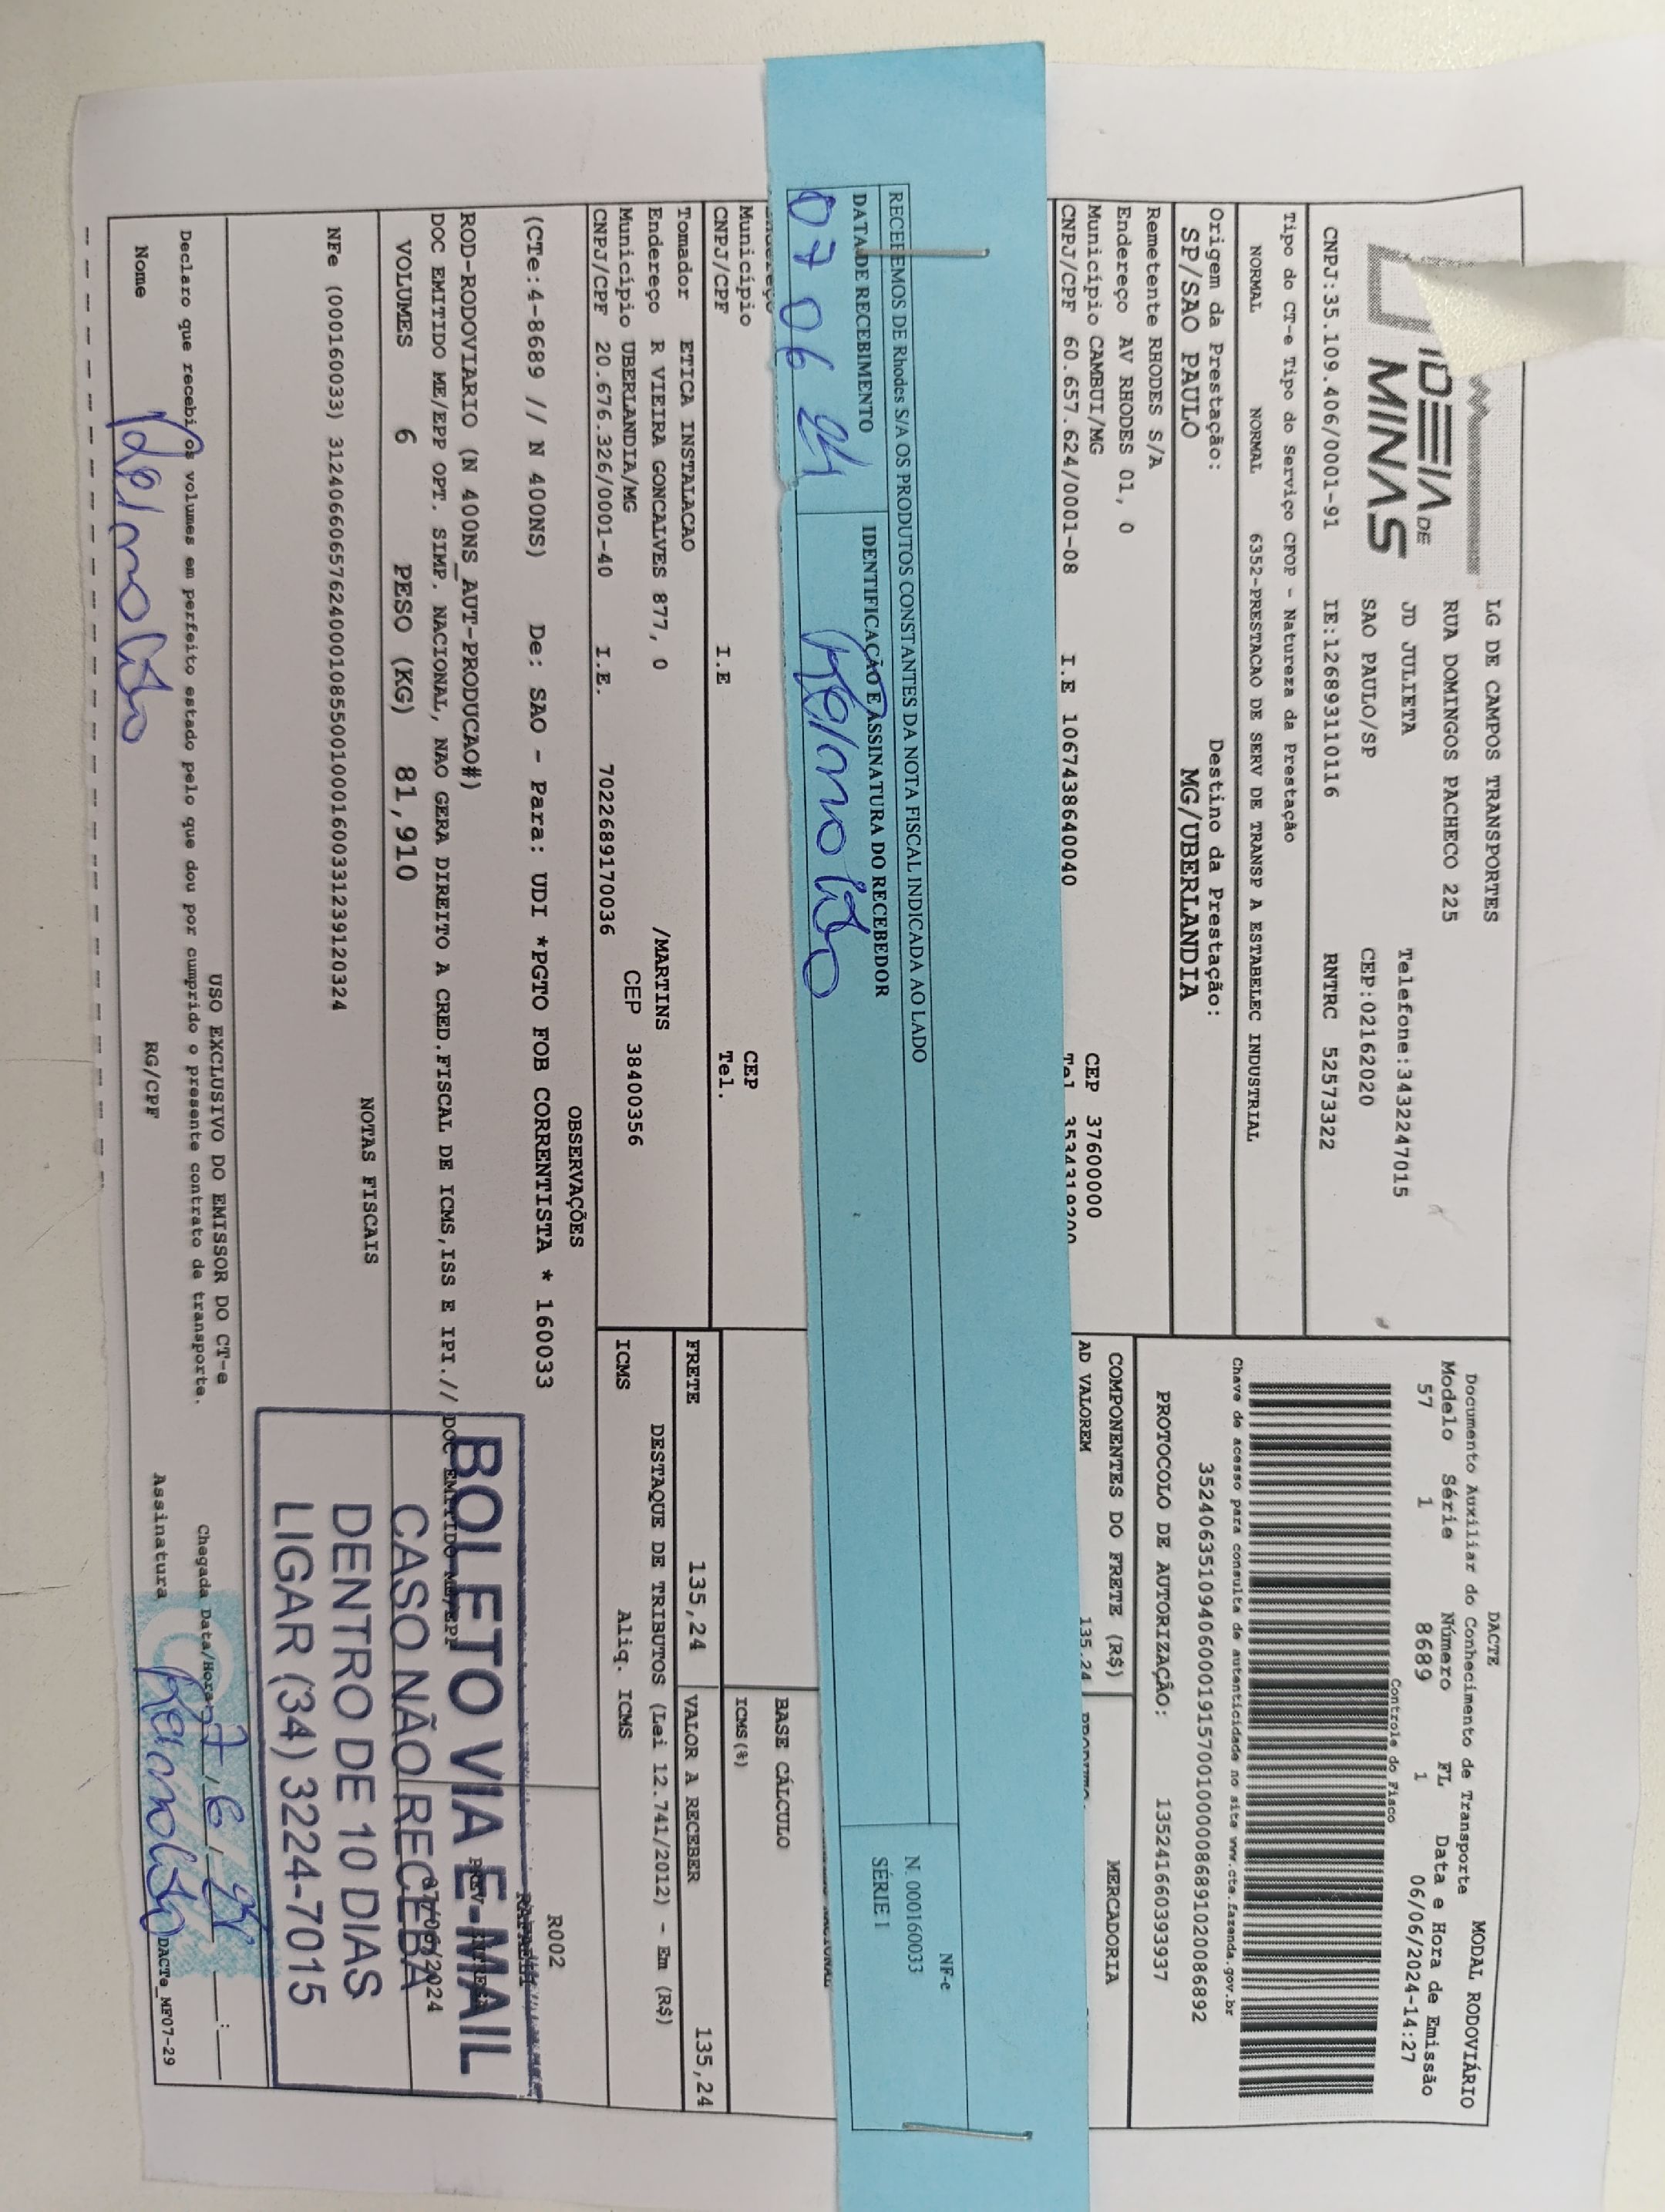 IDEIA DE
MINAS
LG DE CAMPOS TRANSPORTES
RUA DOMINGOS PACHECO 225
JD JULIETA Telefone:3432247015
SAO PAULO/SP CEP:02162020
CNPJ:35.109.406/0001-91 IE:126893110116 RNTRC 52573322
DACTE MODAL RODOVIÁRIO
Documento Auxiliar do Conhecimento de Transporte
Modelo Série Número FL Data e Hora de Emissão
57 1 8689 1 06/06/2024-14:27
Controle do Fisco
Chave de acesso para consulta de autenticidade no site www.cte.fazenda.gov.br
35240635109406000191570010000086891020086892
PROTOCOLO DE AUTORIZAÇÃO: 135241660393937
Tipo do CT-e Tipo do Serviço CFOP - Natureza da Prestação
NORMAL NORMAL 6352-PRESTACAO DE SERV DE TRANSP A ESTABELEC INDUSTRIAL
Origem da Prestação: Destino da Prestação:
SP/SAO PAULO MG/UBERLANDIA
Remetente RHODES S/A
Endereço AV RHODES 01, 0
Município CAMBUI/MG CEP 37600000
CNPJ/CPF 60.657.624/0001-08 I.E 1067438640040
COMPONENTES DO FRETE (R$) MERCADORIA
AD VALOREM 135,24
RECEBEMOS DE Rhodes S/A OS PRODUTOS CONSTANTES DA NOTA FISCAL INDICADA AO LADO
DATA DE RECEBIMENTO IDENTIFICAÇÃO E ASSINATURA DO RECEBEDOR
07 06 24
NF-e
N. 000160033
SÉRIE 1
Município CEP
CNPJ/CPF I.E Tel.
BASE CÁLCULO
ICMS(%)
Tomador ETICA INSTALACAO
Endereço R VIEIRA GONCALVES 877, 0 /MARTINS
Município UBERLANDIA/MG CEP 38400356
CNPJ/CPF 20.676.326/0001-40 I.E. 7022689170036
FRETE 135,24 VALOR A RECEBER 135,24
DESTAQUE DE TRIBUTOS (Lei 12.741/2012) - Em (R$)
ICMS Aliq. ICMS
OBSERVAÇÕES
(CTe:4-8689 // N 400NS) De: SAO - Para: UDI *PGTO FOB CORRENTISTA * 160033
R002
RAFAELA
ROD-RODOVIARIO (N 400NS_AUT-PRODUCAO#)
DOC EMITIDO ME/EPP OPT. SIMP. NACIONAL, NAO GERA DIREITO A CRED.FISCAL DE ICMS,ISS E IPI.// DOC EMITIDO ME/EPP
VOLUMES 6 PESO (KG) 81,910
07/06/2024
BOLETO VIA E-MAIL
CASO NÃO RECEBA
DENTRO DE 10 DIAS
LIGAR (34) 3224-7015
NOTAS FISCAIS
NFe (000160033) 31240660657624000108550010001600331239120324
USO EXCLUSIVO DO EMISSOR DO CT-e
Declaro que recebi os volumes em perfeito estado pelo que dou por cumprido o presente contrato de transporte.
Chegada Data/Hora 7 / 6 / 24 __:__
Nome RG/CPF Assinatura
DACTe_MF07-29